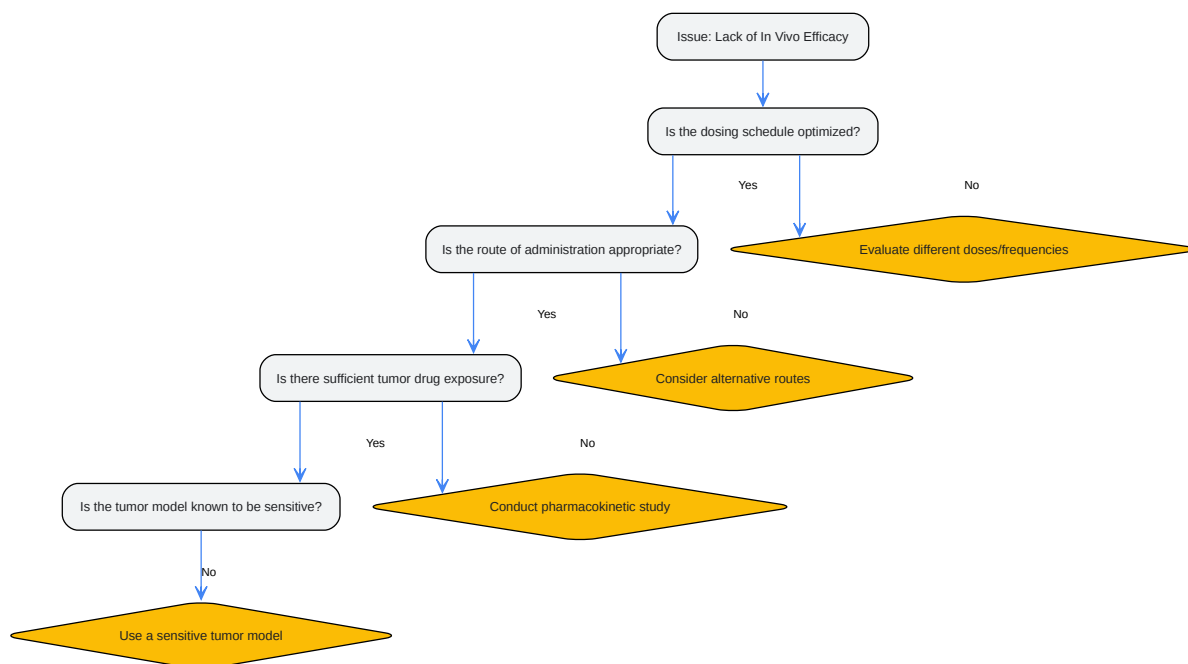 Issue: Lack of In Vivo Efficacy
Is the dosing schedule optimized?
Yes
No
Is the route of administration appropriate?
Evaluate different doses/frequencies
Yes
No
Is there sufficient tumor drug exposure?
Consider alternative routes
Yes
No
Is the tumor model known to be sensitive?
Conduct pharmacokinetic study
No
Use a sensitive tumor model